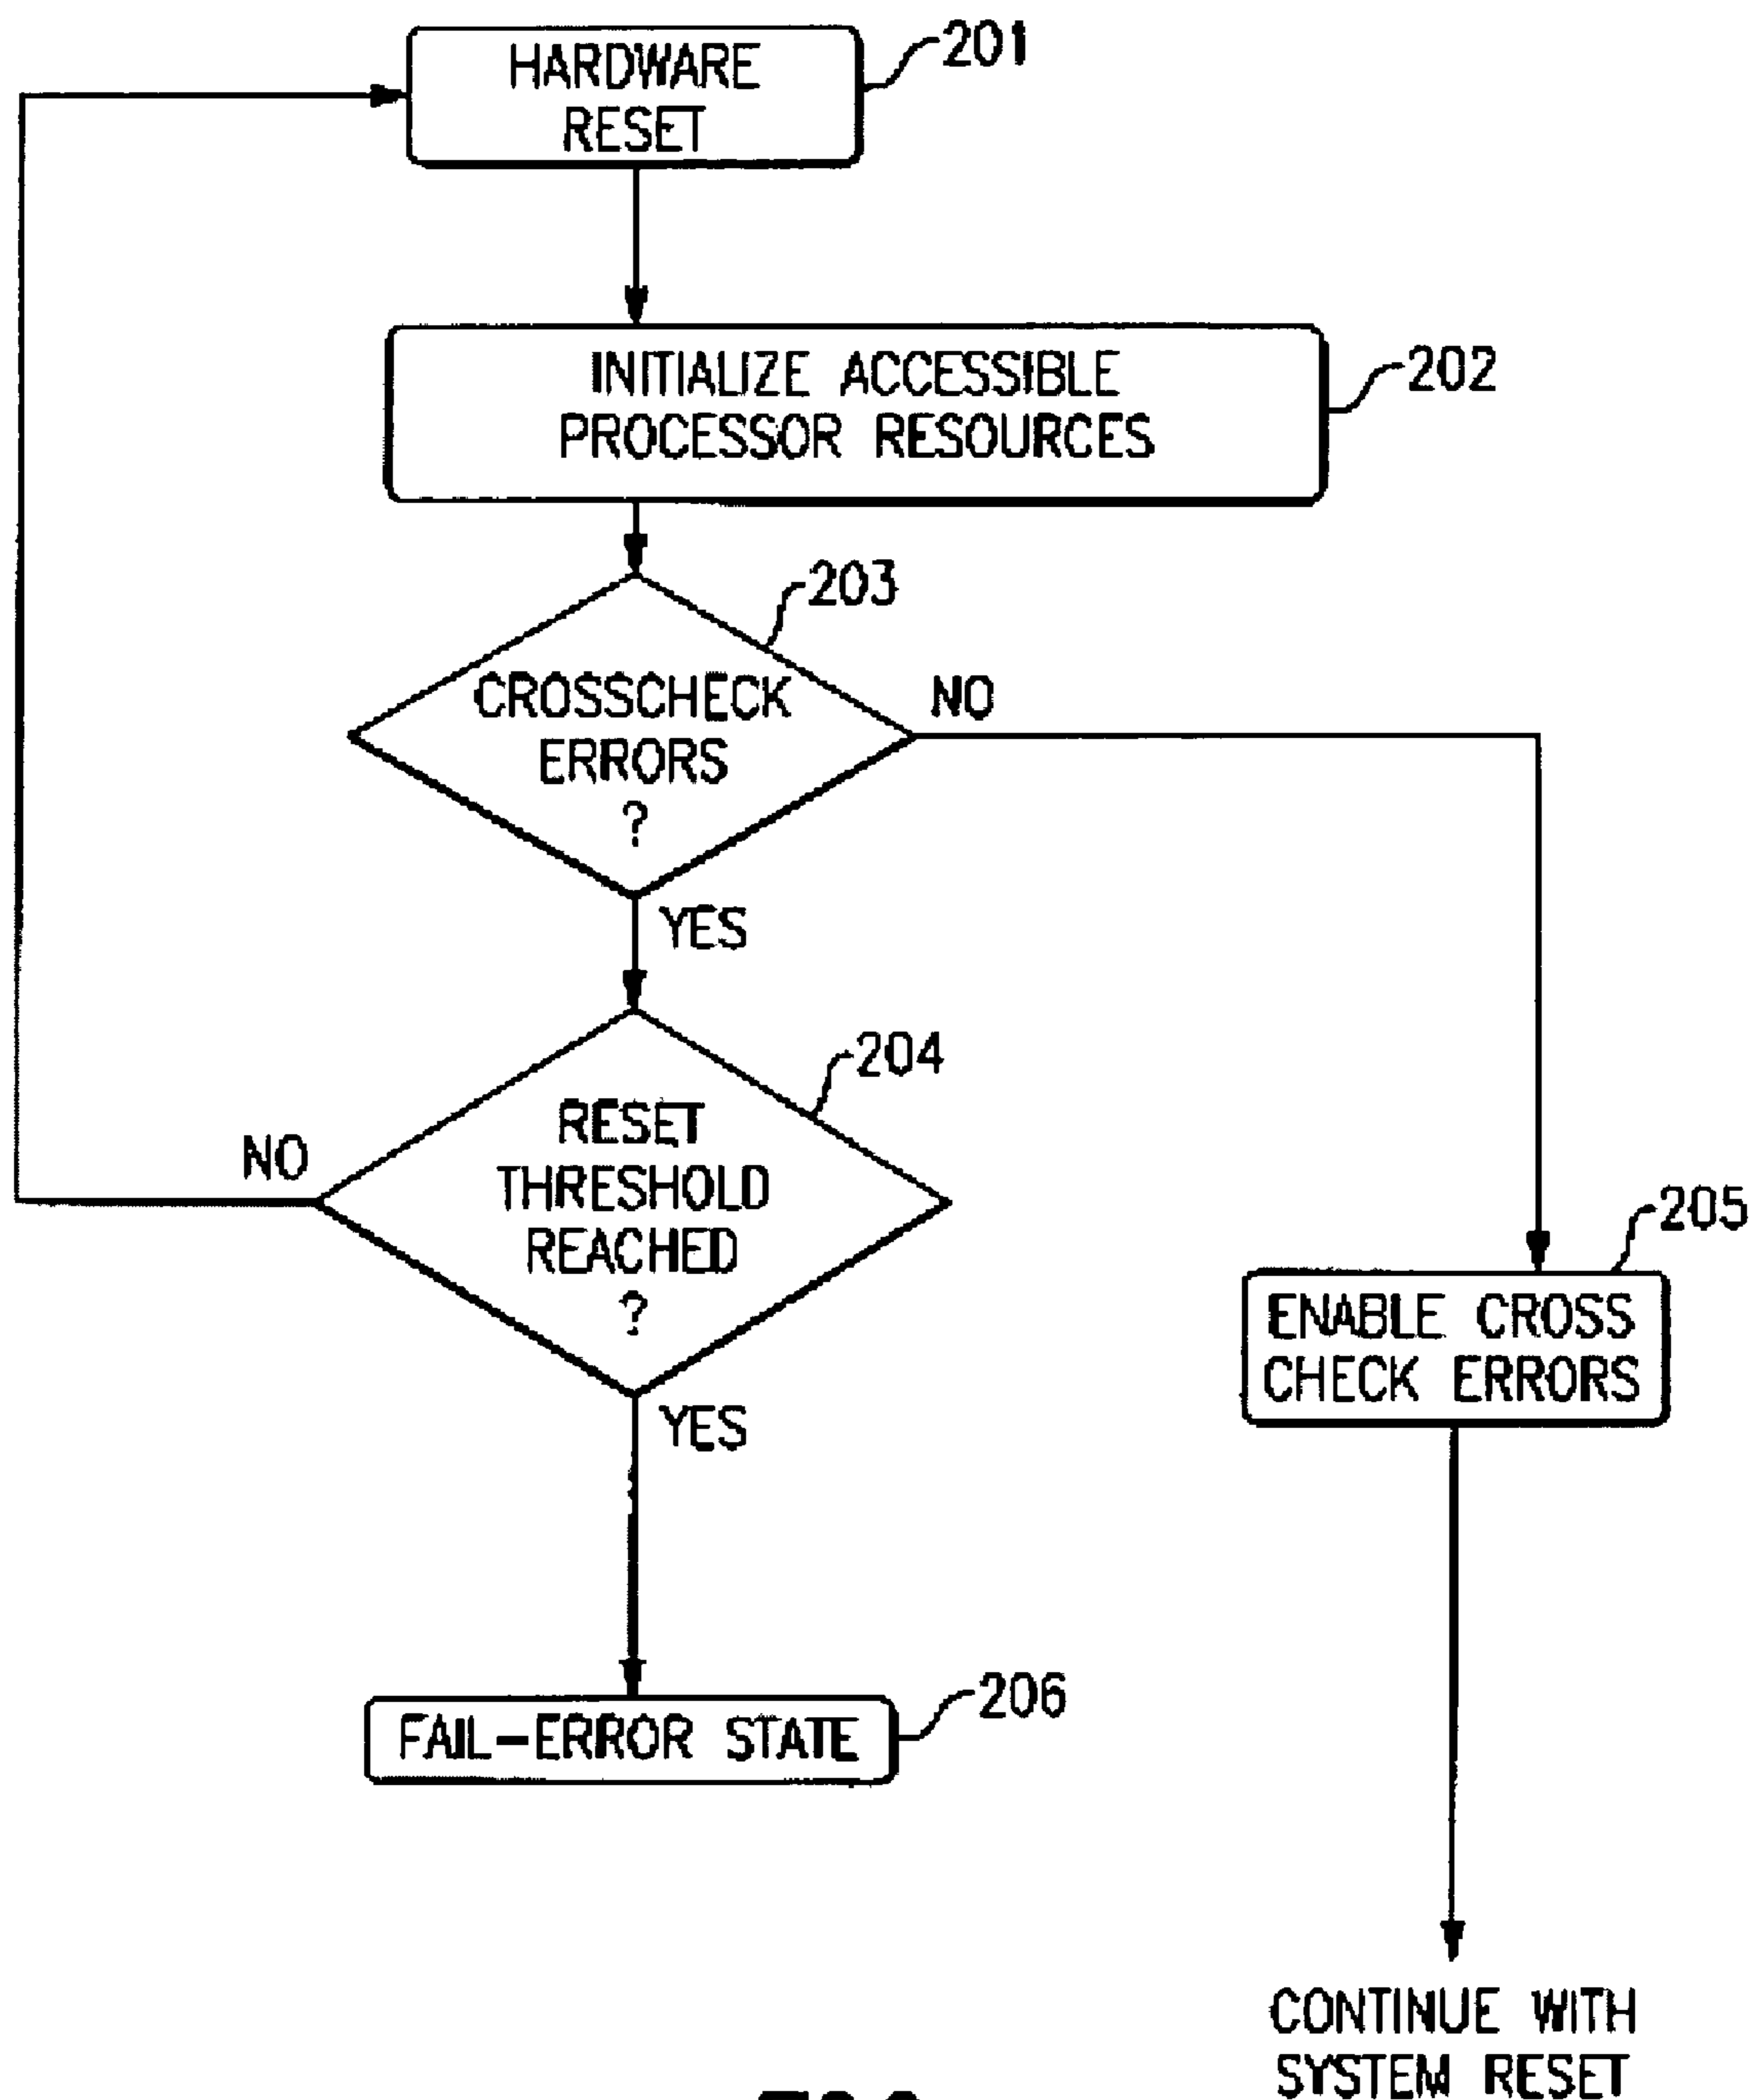 HARDWARE
RESET
201
INITIALIZE ACCESSIBLE
PROCESSOR RESOURCES
202
203
CROSSCHECK
ERRORS
?
NO
YES
204
RESET
THRESHOLD
REACHED
?
NO
YES
205
ENABLE CROSS
CHECK ERRORS
FAIL-ERROR STATE
206
CONTINUE WITH
SYSTEM RESET